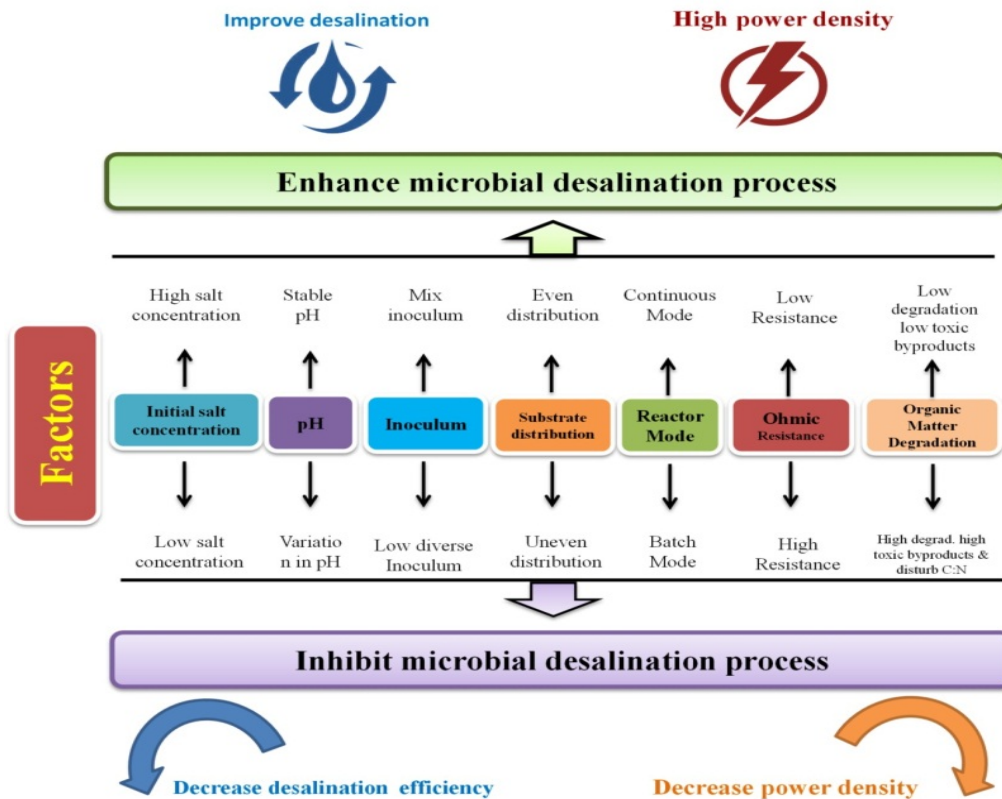 Improve desalination
High power density
Enhance microbial desalination process
High salt
concentration
Stable
pH
Mix
inoculum
Even
distribution
Continuous
Mode
Low
Resistance
Low
degradation
low toxic
byproducts
Factors
Initial salt
concentration
pH
Inoculum
Substrate
distribution
Reactor
Mode
Ohmic
Resistance
Organic
Matter
Degradation
Low salt
concentration
Variatio
n in pH
Low diverse
Inoculum
Uneven
distribution
Batch
Mode
High
Resistance
High degrad. high
toxic byproducts &
disturb C:N
Inhibit microbial desalination process
Decrease desalination efficiency
Decrease power density